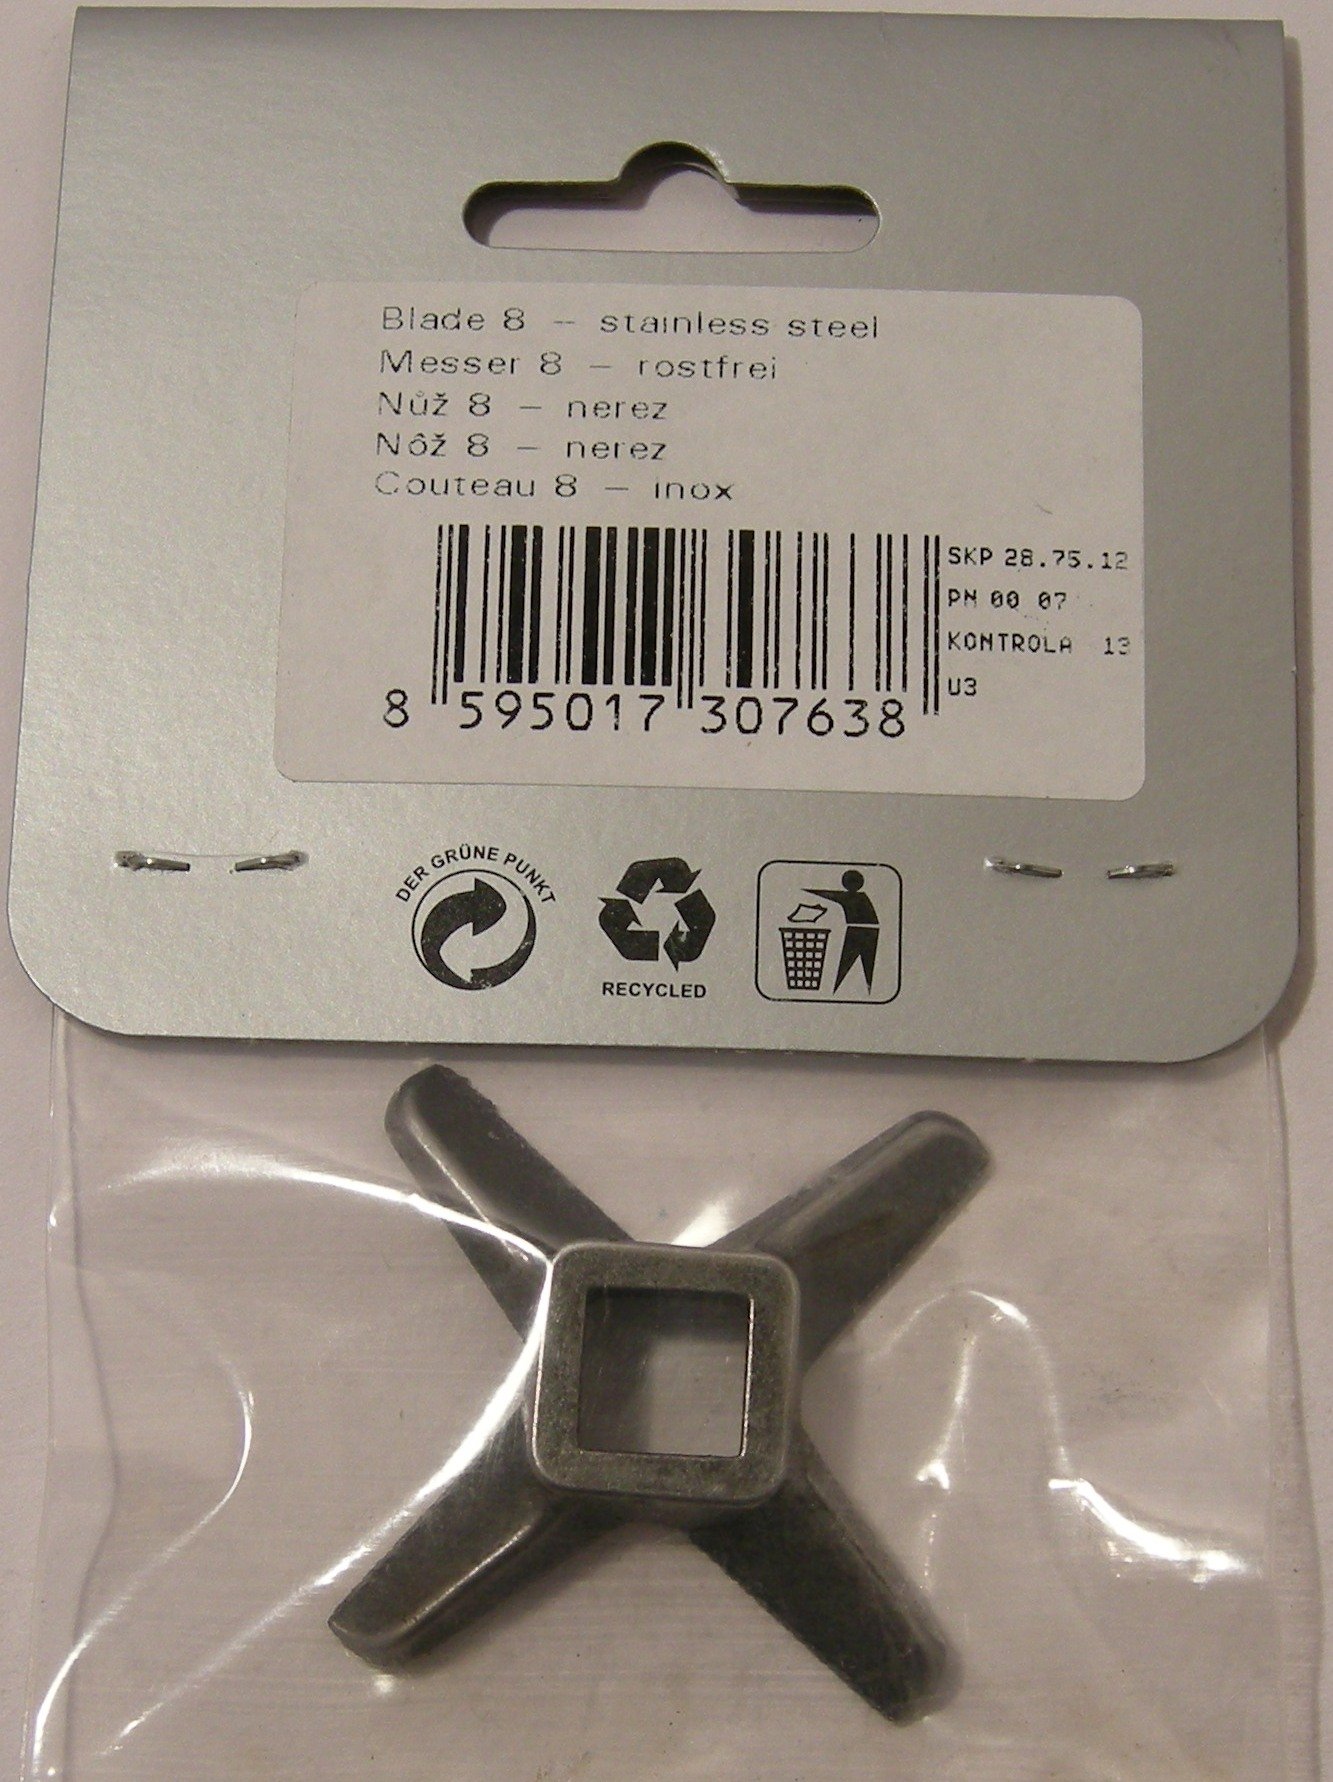 Blade 8 – stainless steel
Messer 8 – rostfrei
Nůž 8 – nerez
Nôž 8 – nerez
Couteau 8 – inox
SKP 28.75.12
PN 00 07
KONTROLA 13
U3
8 595017 307638
DER GRÜNE PUNKT
RECYCLED